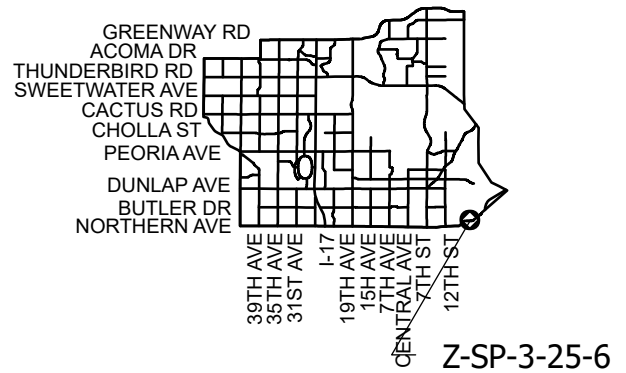 GREENWAY RD
ACOMA DR
THUNDERBIRD RD
SWEETWATER AVE
CACTUS RD
CHOLLA ST
PEORIA AVE
DUNLAP AVE
BUTLER DR
NORTHERN AVE
39TH AVE
35TH AVE
31ST AVE
I-17
19TH AVE
15H AVE
7TH AVE
CENTRAL AVE
7TH ST
12TH ST
Z-SP-3-25-6